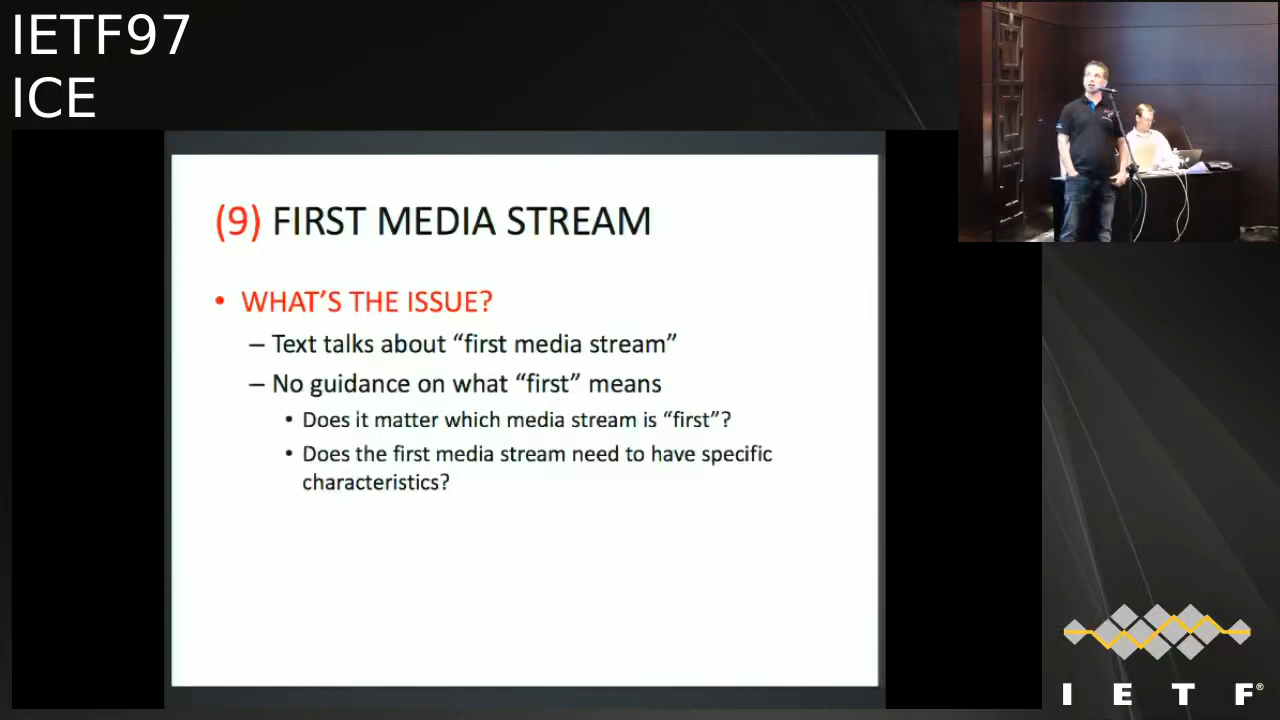 IETF97
ICE
(9) FIRST MEDIA STREAM
• WHAT'S THE ISSUE?
– Text talks about “first media stream”
– No guidance on what “first” means
• Does it matter which media stream is “first”?
• Does the first media stream need to have specific
characteristics?
I E T F®